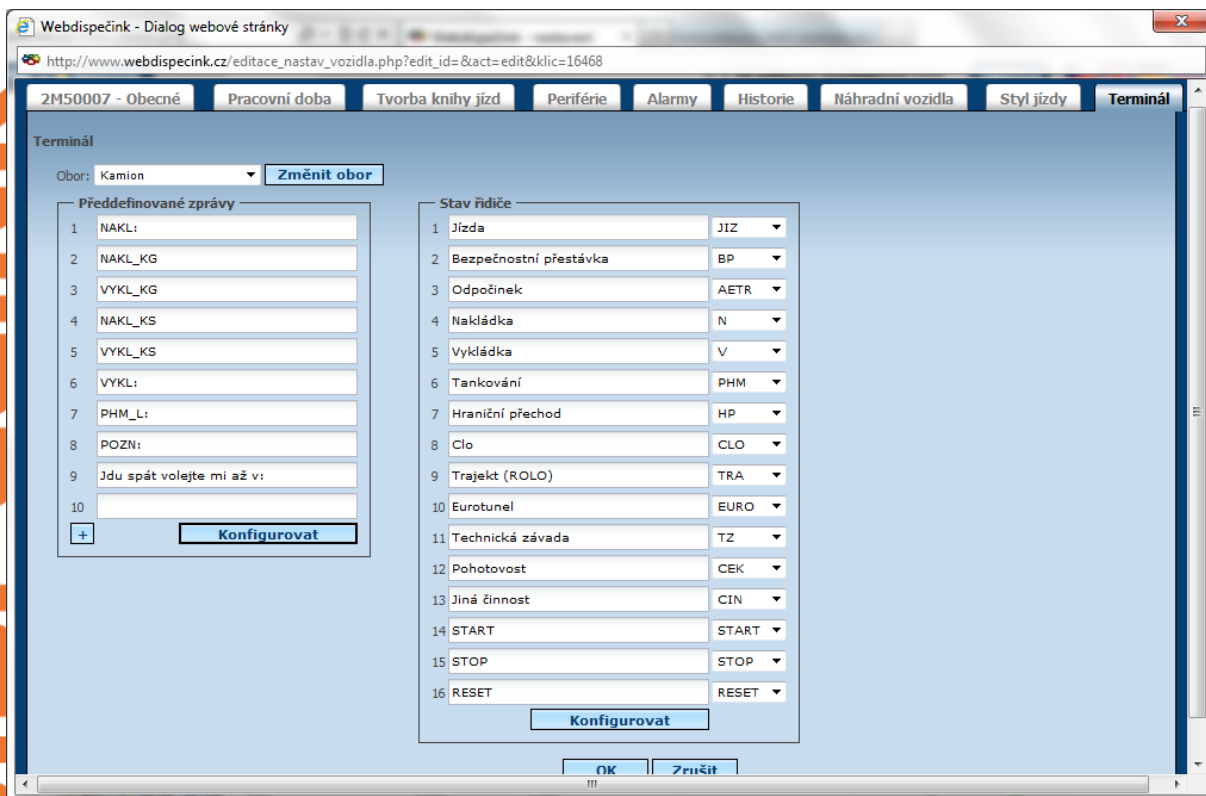 Webdispečink - Dialog webové stránky
http://www.webdispecink.cz/editace_nastav_vozidla.php?edit_id=&act=edit&klic=16468
2M50007 - Obecné Pracovní doba Tvorba knihy jízd Periférie Alarmy Historie Náhradní vozidla Styl jízdy Terminál
Terminál
Obor: Kamion Změnit obor
Předdefinované zprávy
1 NAKL:
2 NAKL_KG
3 VYKL_KG
4 NAKL_KS
5 VYKL_KS
6 VYKL:
7 PHM_L:
8 POZN:
9 Jdu spát volejte mi až v:
10
+ Konfigurovat
Stav řidiče
1 Jízda JIZ
2 Bezpečnostní přestávka BP
3 Odpočinek AETR
4 Nakládka N
5 Vykládka V
6 Tankování PHM
7 Hraniční přechod HP
8 Clo CLO
9 Trajekt (ROLO) TRA
10 Eurotunel EURO
11 Technická závada TZ
12 Pohotovost CEK
13 Jiná činnost CIN
14 START START
15 STOP STOP
16 RESET RESET
Konfigurovat
OK Zrušit